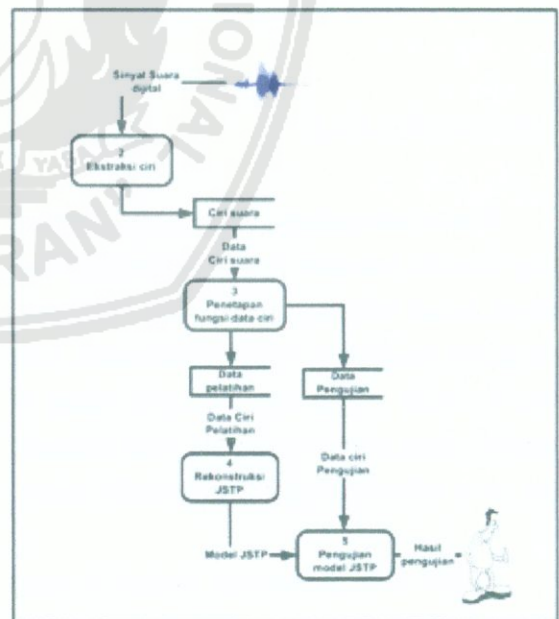 Sinyal Suara
digital
2
Ekstraksi ciri
Ciri suara
Data
Ciri suara
3
Penetapan
fungsi data ciri
Data
pelatihan
Data
Pengujian
Data Ciri
Pelatihan
Data ciri
Pengujian
4
Rekonstruksi
JSTP
Model JSTP
5
Pengujian
model JSTP
Hasil
pengujian